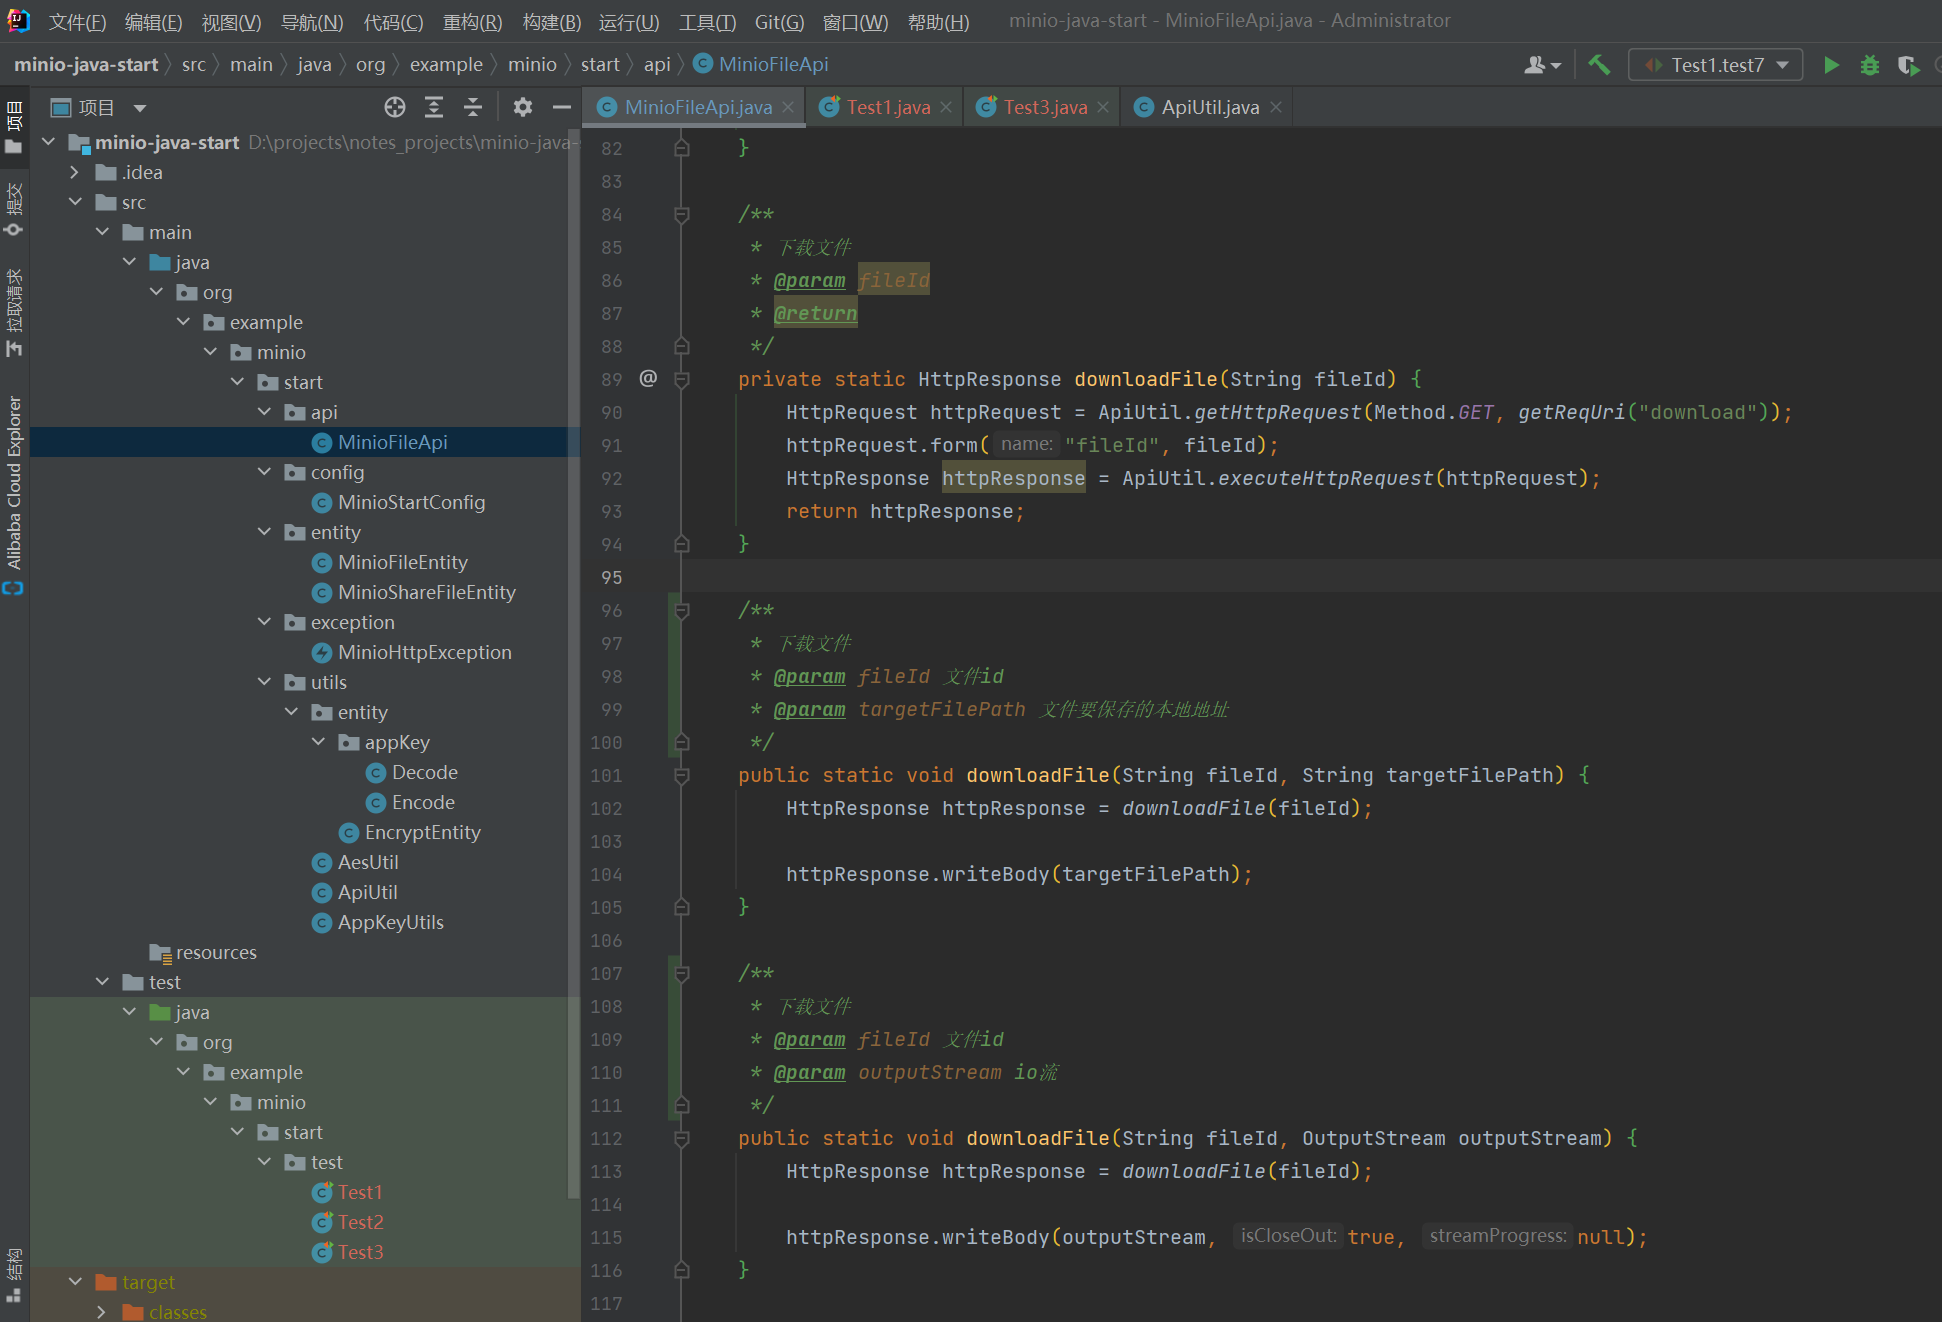 文件(F) 编辑(E) 视图(V) 导航(N) 代码(C) 重构(R) 构建(B) 运行(U) 工具(T) Git(G) 窗口(W) 帮助(H) minio-java-start - MinioFileApi.java - Administrator
minio-java-start src main java org example minio start api MinioFileApi Test1.test7
项目
提交
拉取请求
Alibaba Cloud Explorer
结构
项目
minio-java-start D:\projects\notes_projects\minio-java-
.idea
src
main
java
org
example
minio
start
api
MinioFileApi
config
MinioStartConfig
entity
MinioFileEntity
MinioShareFileEntity
exception
MinioHttpException
utils
entity
appKey
Decode
Encode
EncryptEntity
AesUtil
ApiUtil
AppKeyUtils
resources
test
java
org
example
minio
start
test
Test1
Test2
Test3
target
classes
MinioFileApi.java Test1.java Test3.java ApiUtil.java
82 }
83
84 /**
85 * 下载文件
86 * @param fileId
87 * @return
88 */
89 @ private static HttpResponse downloadFile(String fileId) {
90 HttpRequest httpRequest = ApiUtil.getHttpRequest(Method.GET, getReqUri("download"));
91 httpRequest.form( name: "fileId", fileId);
92 HttpResponse httpResponse = ApiUtil.executeHttpRequest(httpRequest);
93 return httpResponse;
94 }
95
96 /**
97 * 下载文件
98 * @param fileId 文件id
99 * @param targetFilePath 文件要保存的本地地址
100 */
101 public static void downloadFile(String fileId, String targetFilePath) {
102 HttpResponse httpResponse = downloadFile(fileId);
103
104 httpResponse.writeBody(targetFilePath);
105 }
106
107 /**
108 * 下载文件
109 * @param fileId 文件id
110 * @param outputStream io流
111 */
112 public static void downloadFile(String fileId, OutputStream outputStream) {
113 HttpResponse httpResponse = downloadFile(fileId);
114
115 httpResponse.writeBody(outputStream, isCloseOut: true, streamProgress: null);
116 }
117